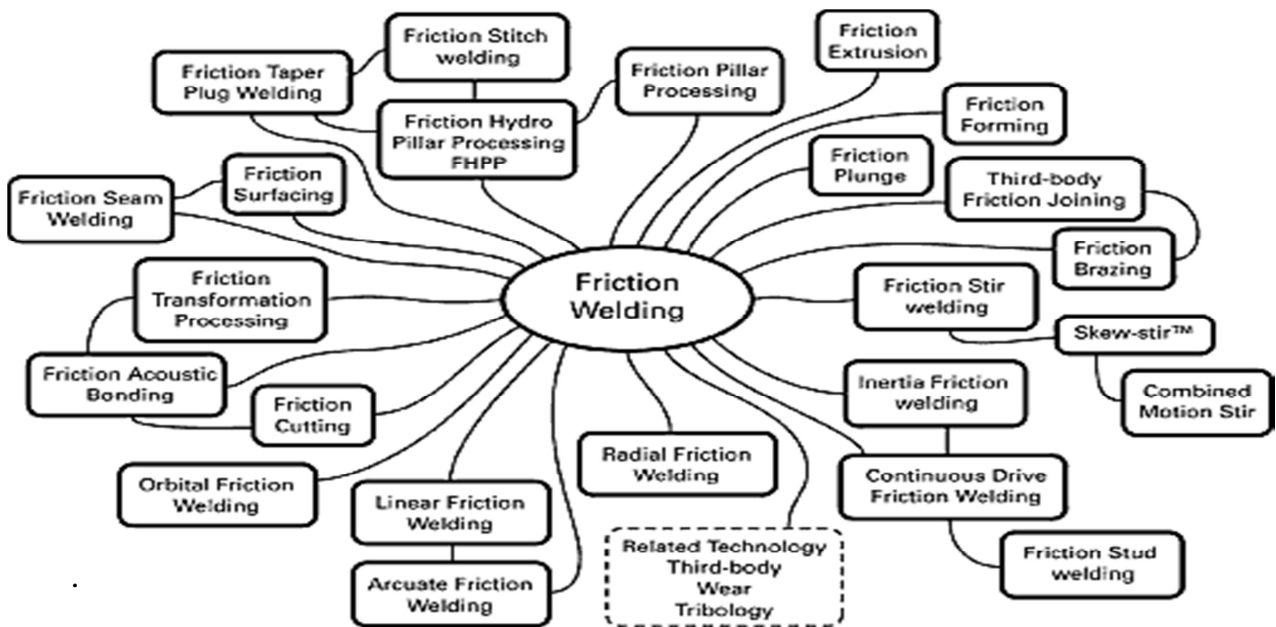 Friction Stitch
welding
Friction
Extrusion
Friction Taper
Plug Welding
Friction Pillar
Processing
Friction Hydro
Pillar Processing
FHPP
Friction
Forming
Friction
Plunge
Third-body
Friction Joining
Friction
Surfacing
Friction Seam
Welding
Friction
Brazing
Friction
Transformation
Processing
Friction
Welding
Friction Stir
welding
Skew-stir™
Friction Acoustic
Bonding
Friction
Cutting
Inertia Friction
welding
Combined
Motion Stir
Radial Friction
Welding
Orbital Friction
Welding
Linear Friction
Welding
Continuous Drive
Friction Welding
Related Technology
Third-body
Wear
Tribology
Friction Stud
welding
Arcuate Friction
Welding